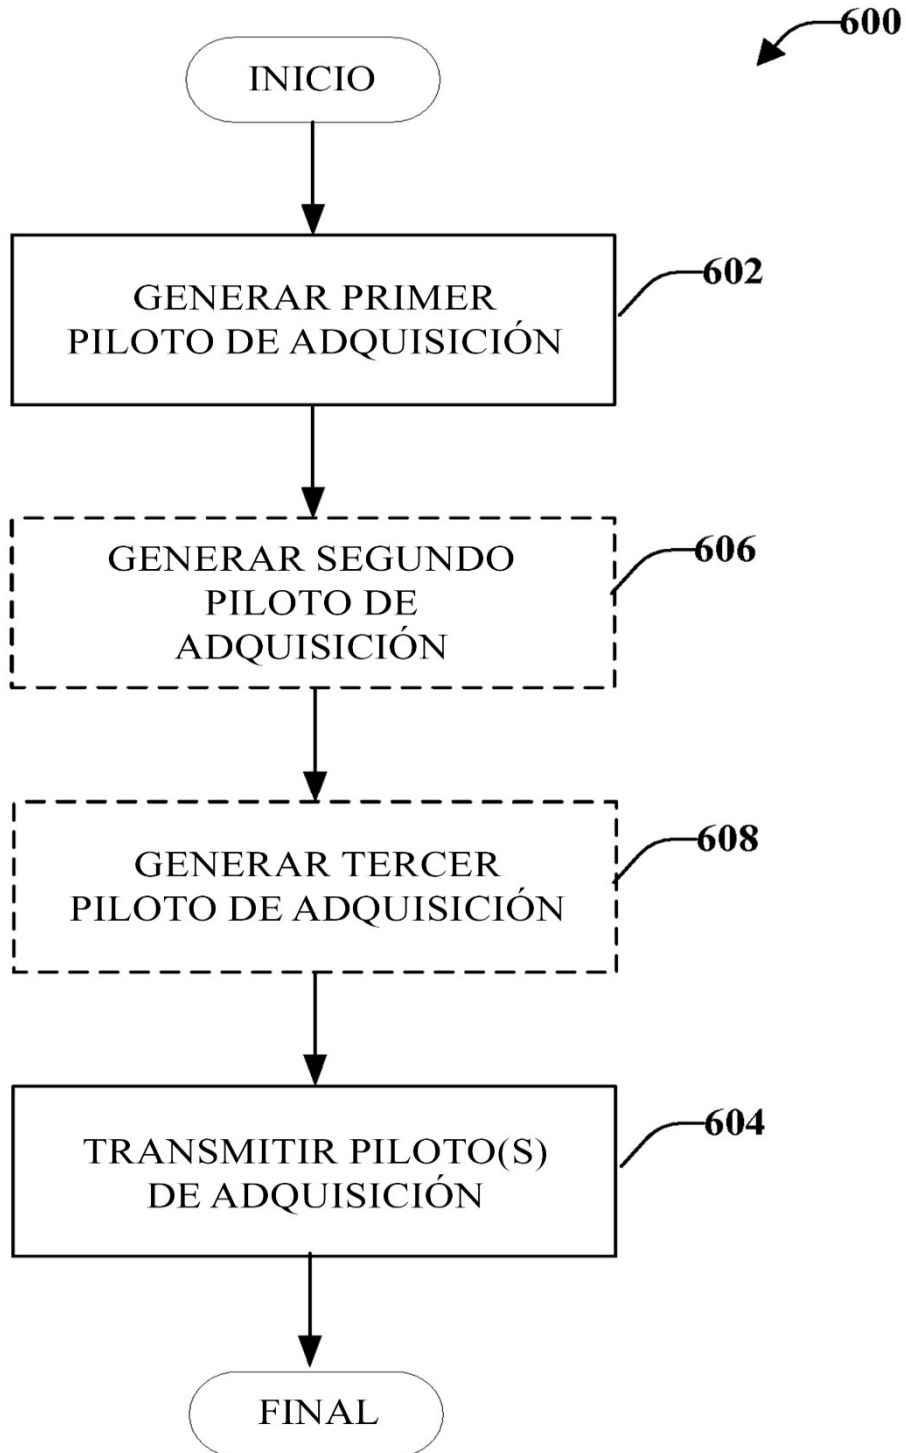 600
INICIO
602
GENERAR PRIMER
PILOTO DE ADQUISICIÓN
606
GENERAR SEGUNDO
PILOTO DE
ADQUISICIÓN
608
GENERAR TERCER
PILOTO DE ADQUISICIÓN
604
TRANSMITIR PILOTO(S)
DE ADQUISICIÓN
FINAL